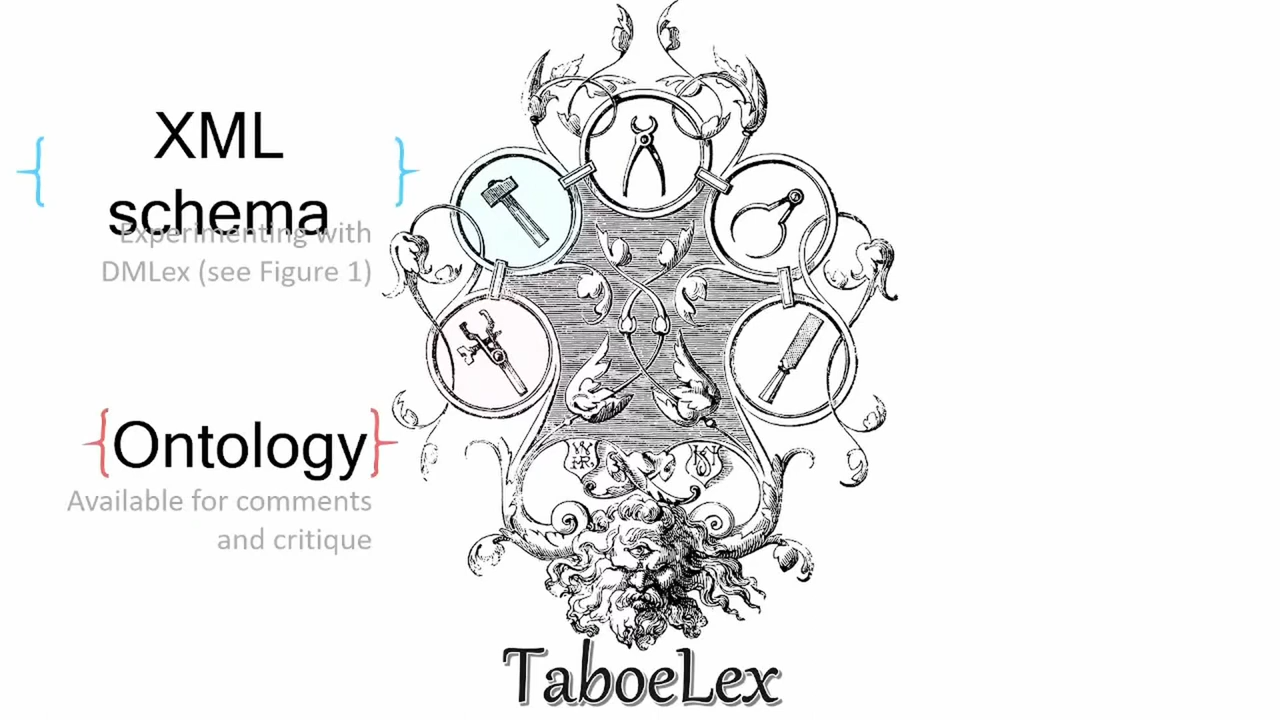 XML
schema
Experimenting with
DMLex (see Figure 1)
Ontology
Available for comments
and critique
TaboeLex